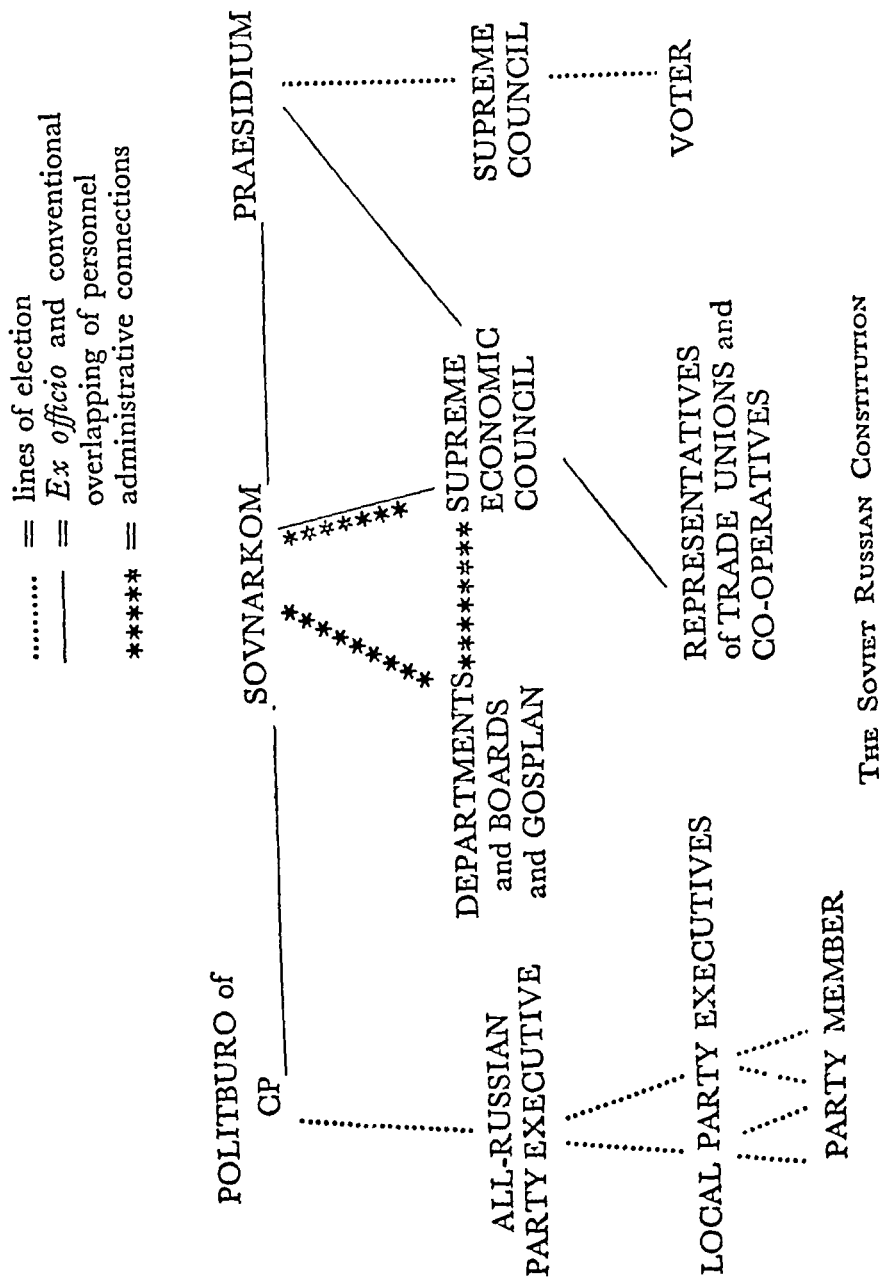 .......... = lines of election
——— = Ex officio and conventional
overlapping of personnel
***** = administrative connections
POLITBURO of
CP
SOVNARKOM
PRAESIDIUM
ALL-RUSSIAN
PARTY EXECUTIVE
DEPARTMENTS
and BOARDS
and GOSPLAN
SUPREME
ECONOMIC
COUNCIL
SUPREME
COUNCIL
LOCAL PARTY EXECUTIVES
REPRESENTATIVES
of TRADE UNIONS and
CO-OPERATIVES
VOTER
PARTY MEMBER
THE SOVIET RUSSIAN CONSTITUTION